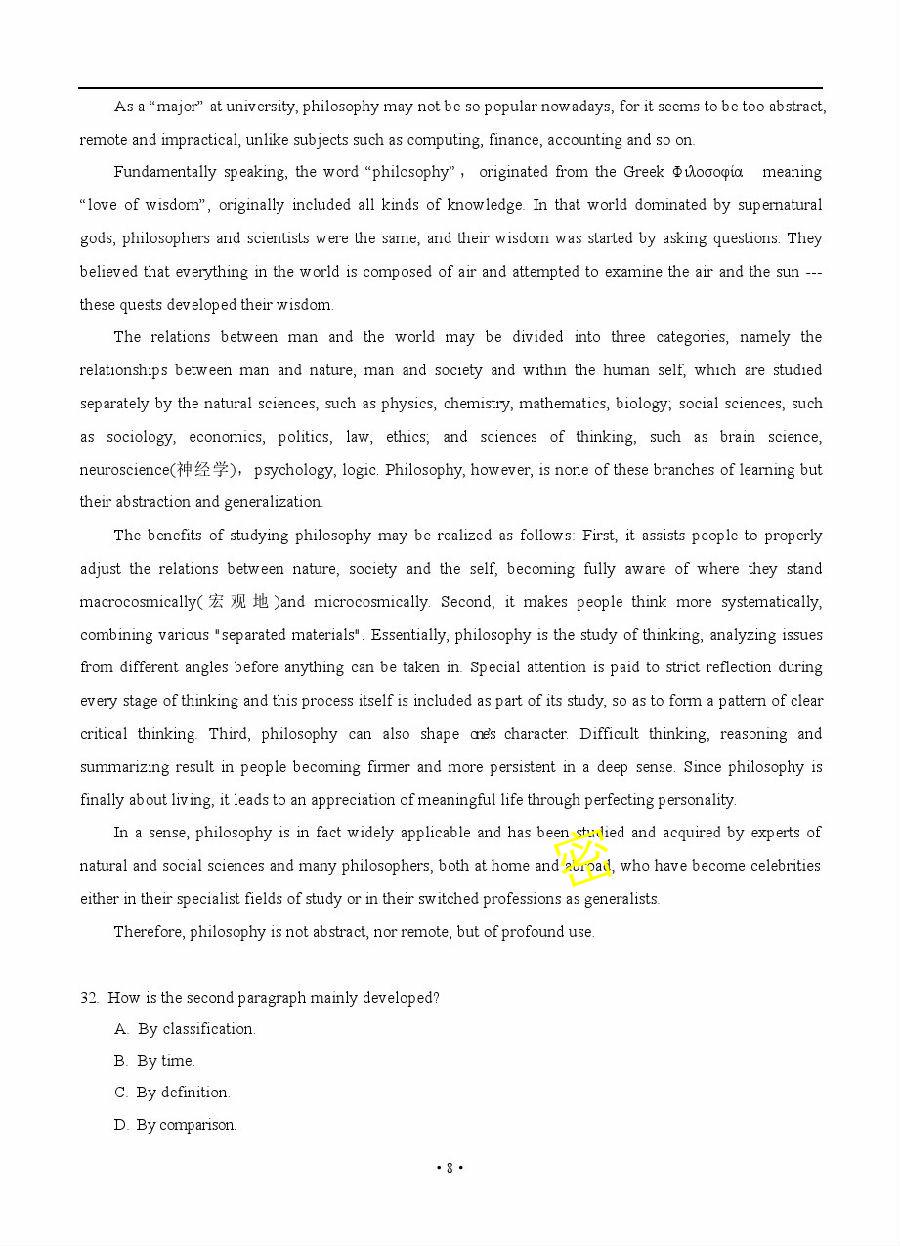 As a “major” at university, philosophy may not be so popular nowadays, for it seems to be too abstract,
remote and impractical, unlike subjects such as computing, finance, accounting and so on.
Fundamentally speaking, the word “philosophy”， originated from the Greek Φιλοσοφία meaning
“love of wisdom”, originally included all kinds of knowledge. In that world dominated by supernatural
gods, philosophers and scientists were the same, and their wisdom was started by asking questions. They
believed that everything in the world is composed of air and attempted to examine the air and the sun ---
these quests developed their wisdom.
The relations between man and the world may be divided into three categories, namely the
relationships between man and nature, man and society and within the human self, which are studied
separately by the natural sciences, such as physics, chemistry, mathematics, biology; social sciences, such
as sociology, economics, politics, law, ethics; and sciences of thinking, such as brain science,
neuroscience(神经学)， psychology, logic. Philosophy, however, is none of these branches of learning but
their abstraction and generalization.
The benefits of studying philosophy may be realized as follows: First, it assists people to properly
adjust the relations between nature, society and the self, becoming fully aware of where they stand
macrocosmically(宏观地)and microcosmically. Second, it makes people think more systematically,
combining various "separated materials". Essentially, philosophy is the study of thinking, analyzing issues
from different angles before anything can be taken in. Special attention is paid to strict reflection during
every stage of thinking and this process itself is included as part of its study, so as to form a pattern of clear
critical thinking. Third, philosophy can also shape one's character. Difficult thinking, reasoning and
summarizing result in people becoming firmer and more persistent in a deep sense. Since philosophy is
finally about living, it leads to an appreciation of meaningful life through perfecting personality.
In a sense, philosophy is in fact widely applicable and has been studied and acquired by experts of
natural and social sciences and many philosophers, both at home and abroad, who have become celebrities
either in their specialist fields of study or in their switched professions as generalists.
密
Therefore, philosophy is not abstract, nor remote, but of profound use.
32. How is the second paragraph mainly developed?
A. By classification.
B. By time.
C. By definition.
D. By comparison.
• 8 •